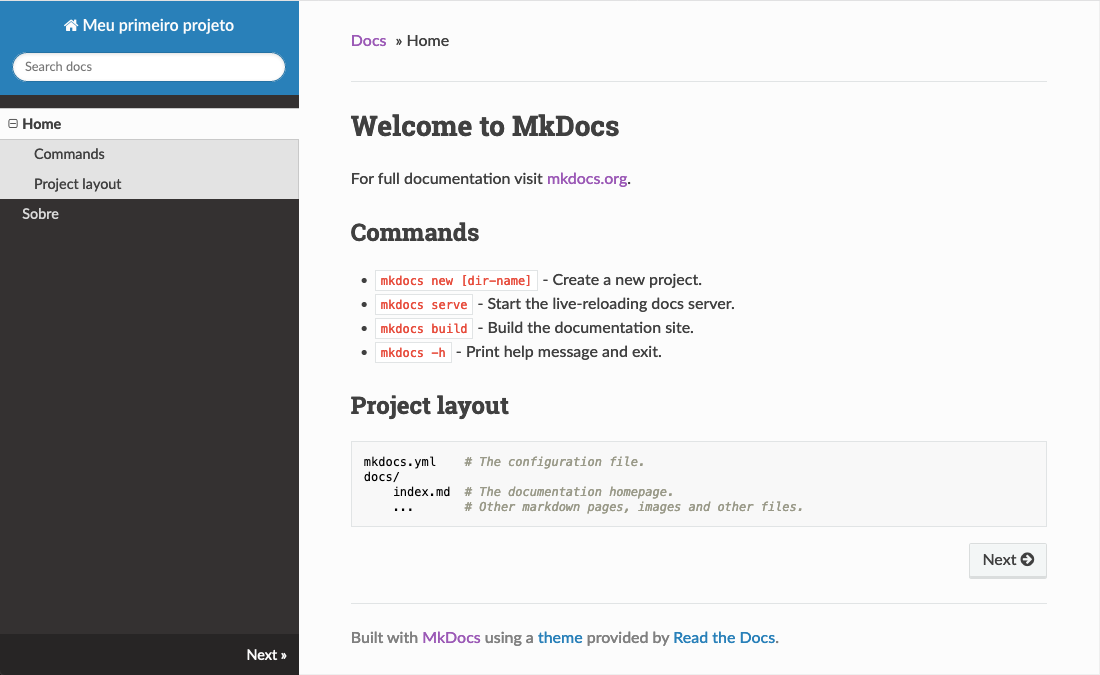 Meu primeiro projeto
Search docs
Home
Commands
Project layout
Sobre
Next »
Docs » Home
Welcome to MkDocs
For full documentation visit mkdocs.org.
Commands
mkdocs new [dir-name] - Create a new project.
mkdocs serve - Start the live-reloading docs server.
mkdocs build - Build the documentation site.
mkdocs -h - Print help message and exit.
Project layout
mkdocs.yml    # The configuration file.
docs/
    index.md  # The documentation homepage.
    ...       # Other markdown pages, images and other files.
Next
Built with MkDocs using a theme provided by Read the Docs.